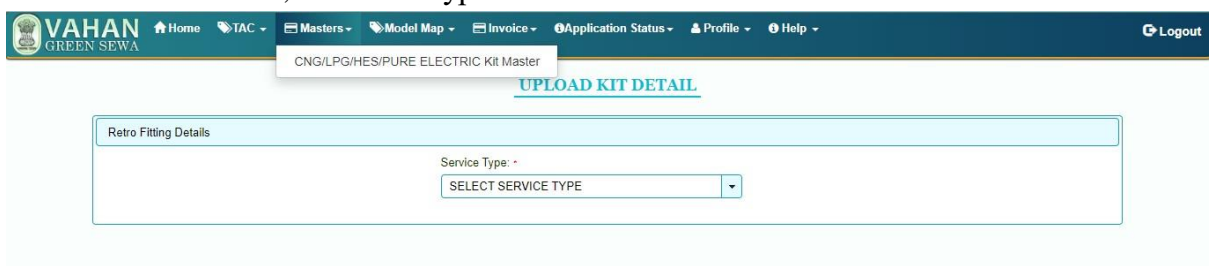 VAHAN
GREEN SEWA
Home TAC Masters Model Map Invoice Application Status Profile Help Logout
CNG/LPG/HES/PURE ELECTRIC Kit Master
UPLOAD KIT DETAIL
Retro Fitting Details
Service Type: *
SELECT SERVICE TYPE